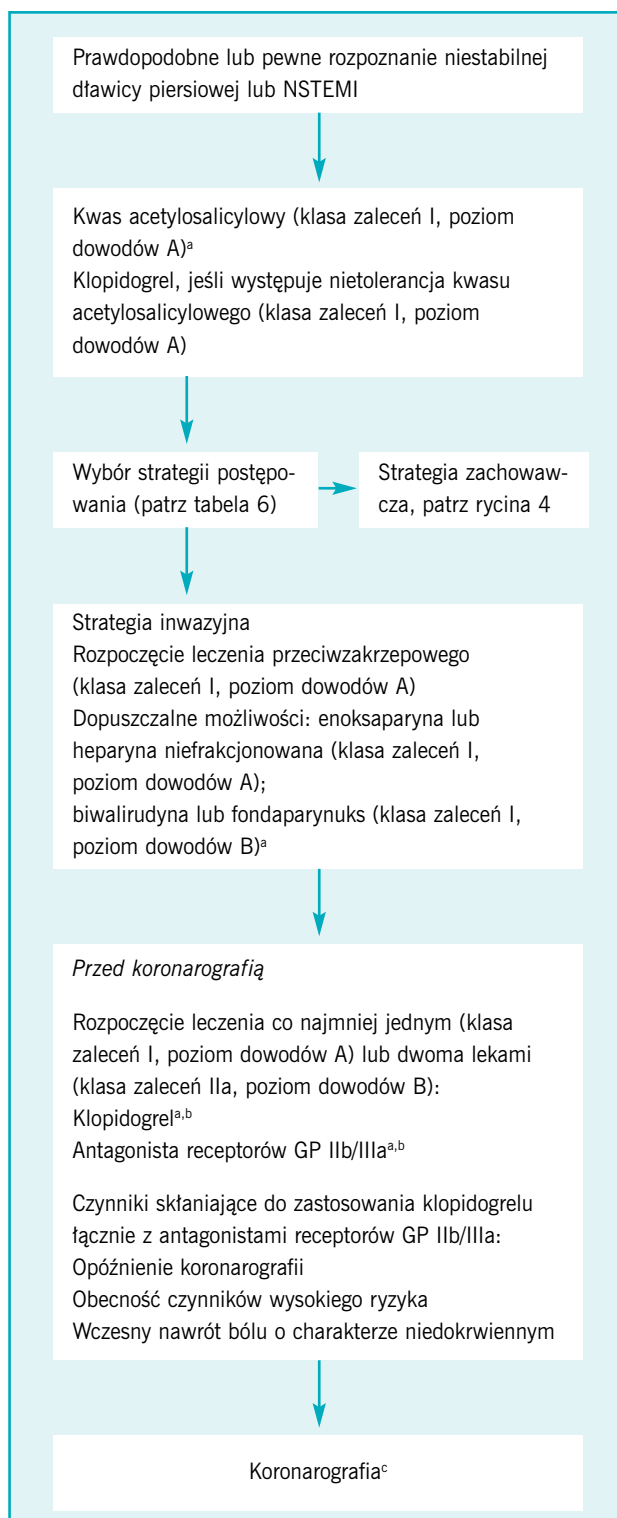 Prawdopodobne lub pewne rozpoznanie niestabilnej
dławicy piersiowej lub NSTEMI
Kwas acetylosalicylowy (klasa zaleceń I, poziom
dowodów A)ᵃ
Klopidogrel, jeśli występuje nietolerancja kwasu
acetylosalicylowego (klasa zaleceń I, poziom
dowodów A)
Wybór strategii postępo-
wania (patrz tabela 6)
Strategia zachowaw-
cza, patrz rycina 4
Strategia inwazyjna
Rozpoczęcie leczenia przeciwzakrzepowego
(klasa zaleceń I, poziom dowodów A)
Dopuszczalne możliwości: enoksaparyna lub
heparyna niefrakcjonowana (klasa zaleceń I,
poziom dowodów A);
biwalirudyna lub fondaparynuks (klasa zaleceń I,
poziom dowodów B)ᵃ
Przed koronarografią
Rozpoczęcie leczenia co najmniej jednym (klasa
zaleceń I, poziom dowodów A) lub dwoma lekami
(klasa zaleceń IIa, poziom dowodów B):
Klopidogrelᵃ,ᵇ
Antagonista receptorów GP IIb/IIIaᵃ,ᵇ
Czynniki skłaniające do zastosowania klopidogrelu
łącznie z antagonistami receptorów GP IIb/IIIa:
Opóźnienie koronarografii
Obecność czynników wysokiego ryzyka
Wczesny nawrót bólu o charakterze niedokrwiennym
Koronarografiaᶜ